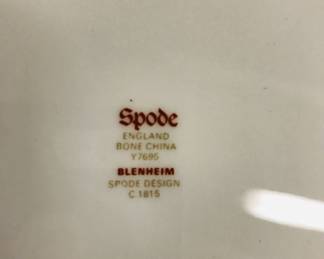 Spode
ENGLAND
BONE CHINA
Y7695
BLENHEIM
SPODE DESIGN
C.1815